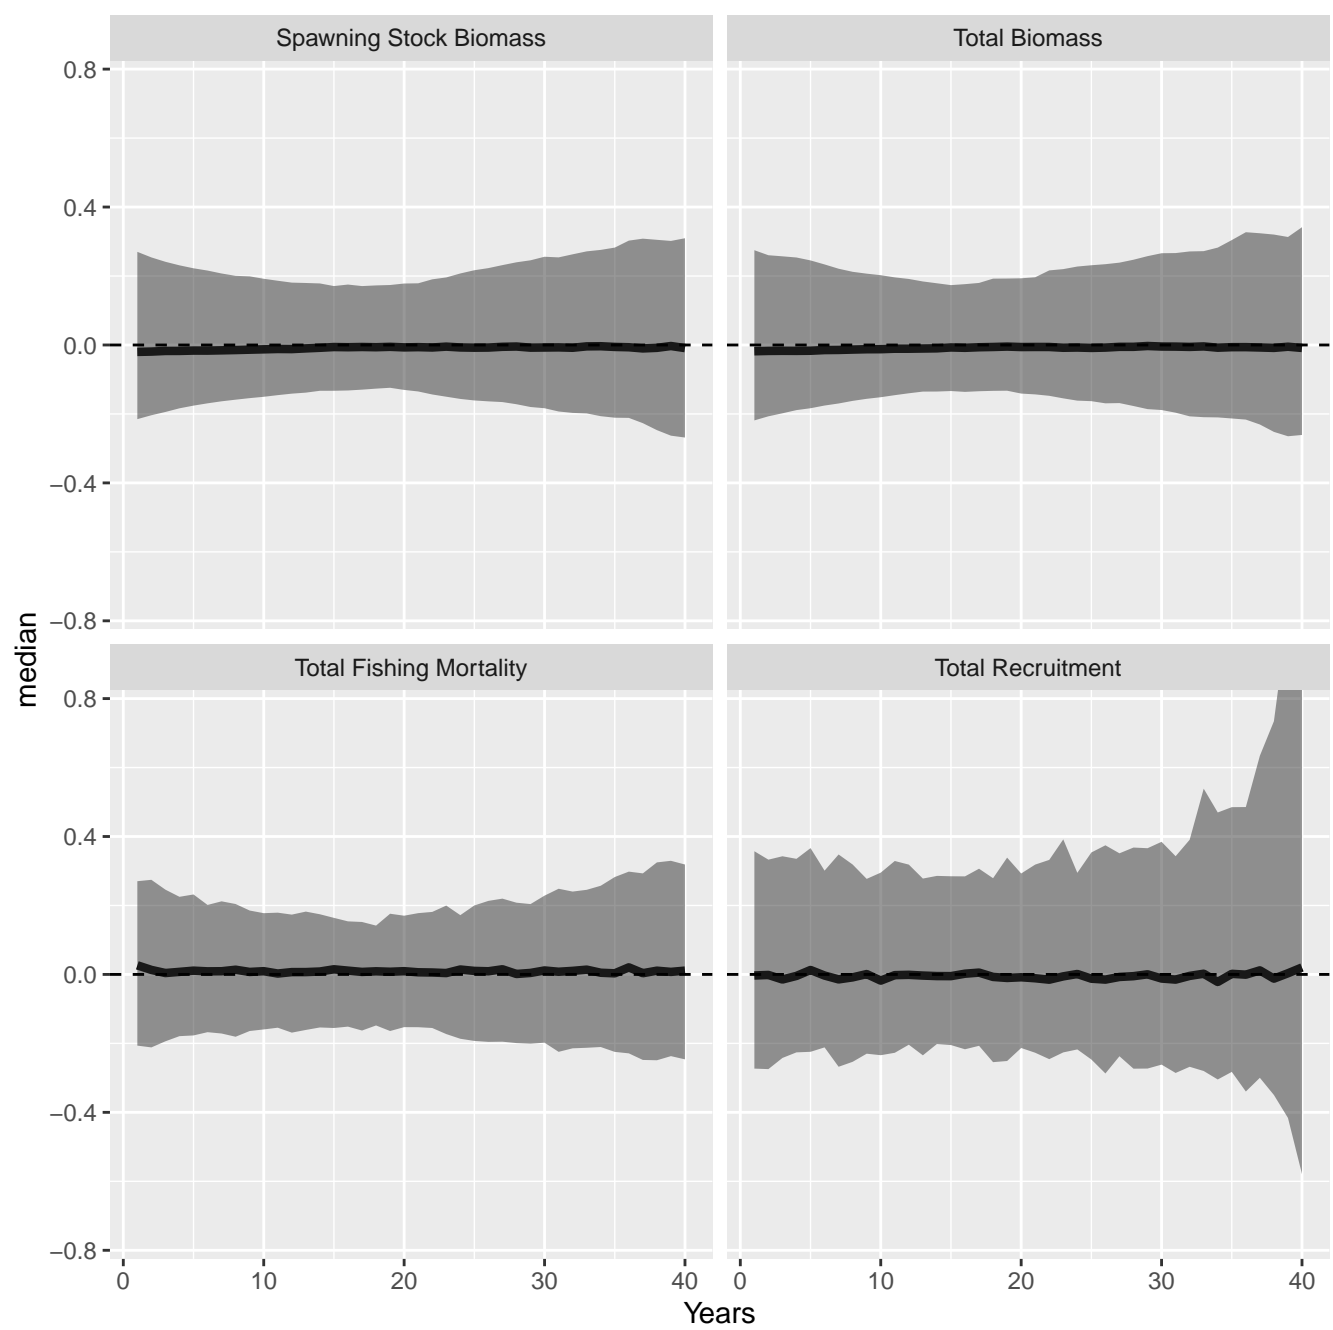 Spawning Stock Biomass
Total Biomass
0.8
0.4
0.0
−0.4
−0.8
median
Total Fishing Mortality
Total Recruitment
0.8
0.4
0.0
−0.4
−0.8
0 10 20 30 40
0 10 20 30 40
Years